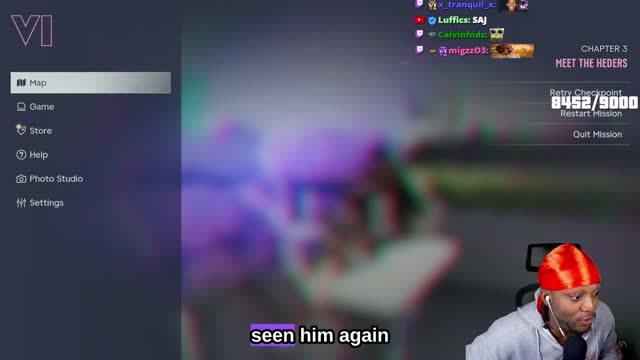 VI
x_tranquil_x:
Luffics: SAJ
Calvinfndz:
migzzO3:
CHAPTER 3
MEET THE HEDERS
Map
Game
Store
Help
Photo Studio
Settings
Retry Checkpoint
8452/9000
Restart Mission
Quit Mission
seen him again